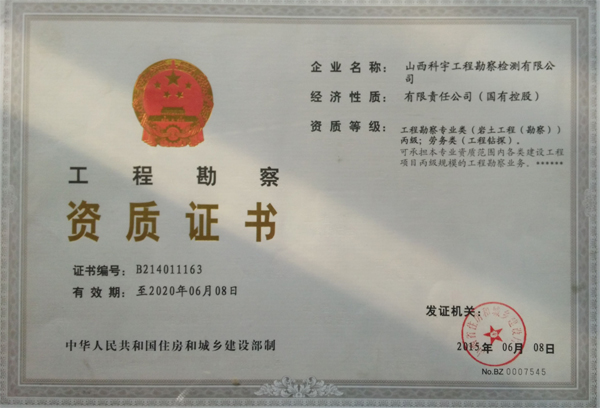 工程勘察
资质证书
证书编号: B214011163
有效期: 至2020年06月08日
中华人民共和国住房和城乡建设部制
企业名称: 山西科宇工程勘察检测有限公
司
经济性质: 有限责任公司(国有控股)
资质等级: 工程勘察专业类(岩土工程(勘察))
丙级;劳务类(工程钻探)。
可承担本专业资质范围内各类建设工程
项目丙级规模的工程勘察业务。******
发证机关:
2015年 06月 08日
No.BZ 0007545